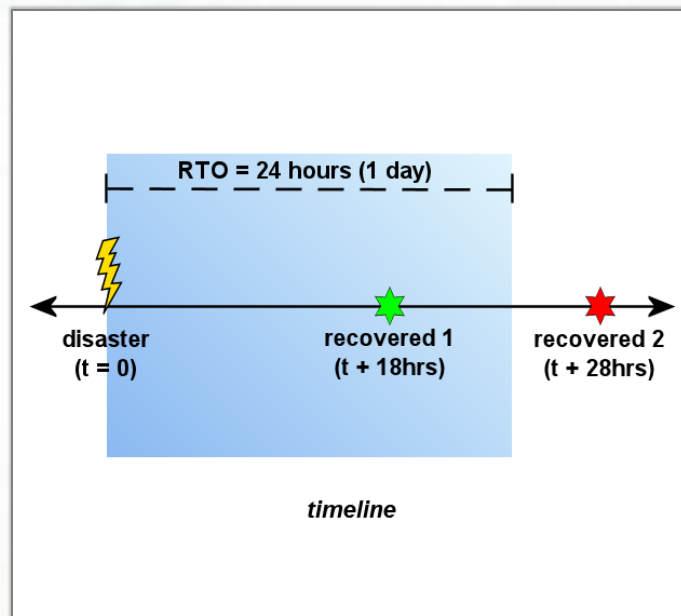 RTO = 24 hours (1 day)
disaster
(t = 0)
recovered 1
(t + 18hrs)
recovered 2
(t + 28hrs)
timeline